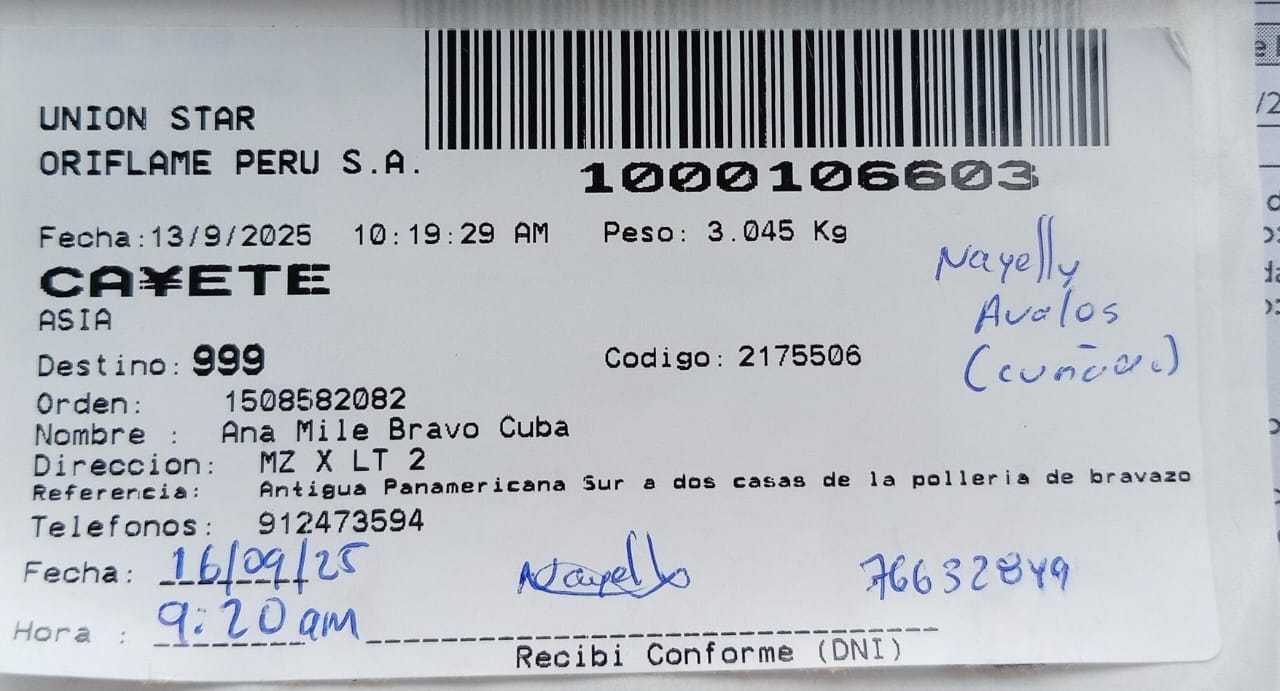 UNION STAR
ORIFLAME PERU S.A.
1000106603
Fecha:13/9/2025 10:19:29 AM Peso: 3.045 Kg
CA¥ETE
ASIA
Nayelly
Avalos
(cuñada)
Destino: 999 Codigo: 2175506
Orden: 1508582082
Nombre : Ana Mile Bravo Cuba
Direccion: MZ X LT 2
Referencia: Antigua Panamericana Sur a dos casas de la polleria de bravazo
Telefonos: 912473594
Fecha: 16/09/25 Nayelly 76632849
Hora : 9:20 am
Recibi Conforme (DNI)